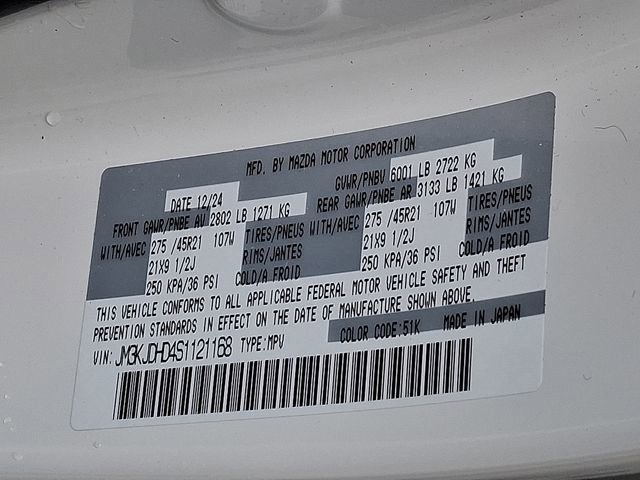 MFD. BY MAZDA MOTOR CORPORATION
DATE 12/24 GVWR/PNBV 6001 LB 2722 KG
FRONT GAWR/PNBE AV 2802 LB 1271 KG REAR GAWR/PNBE AR 3133 LB 1421 KG
WITH/AVEC 275 /45R21 107W TIRES/PNEUS WITH/AVEC 275 /45R21 107W TIRES/PNEUS
21X9 1/2J RIMS/JANTES 21X9 1/2J RIMS/JANTES
250 KPA/36 PSI COLD/A FROID 250 KPA/36 PSI COLD/A FROID
THIS VEHICLE CONFORMS TO ALL APPLICABLE FEDERAL MOTOR VEHICLE SAFETY AND THEFT
PREVENTION STANDARDS IN EFFECT ON THE DATE OF MANUFACTURE SHOWN ABOVE.
COLOR CODE:51K MADE IN JAPAN
VIN: JM3KJDHD4S1121168 TYPE:MPV